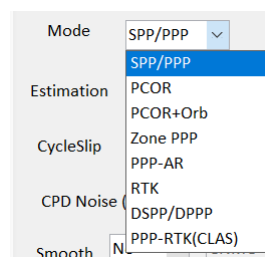 Mode SPP/PPP
SPP/PPP
Estimation PCOR
PCOR+Orb
CycleSlip Zone PPP
PPP-AR
CPD Noise ( RTK
DSPP/DPPP
Smooth PPP-RTK(CLAS)